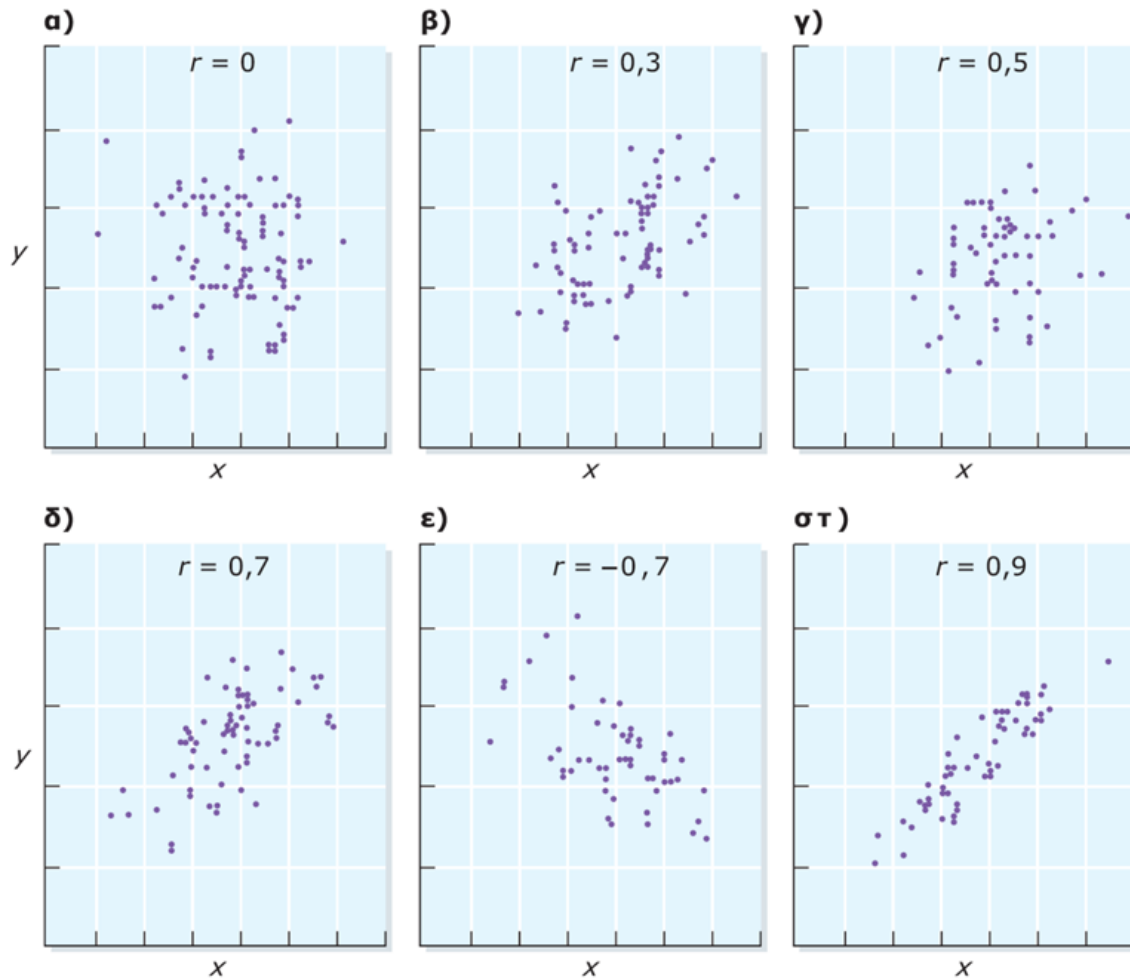 α)
r = 0
y
x
β)
r = 0,3
x
γ)
r = 0,5
x
δ)
r = 0,7
y
x
ε)
r = −0,7
x
στ)
r = 0,9
x